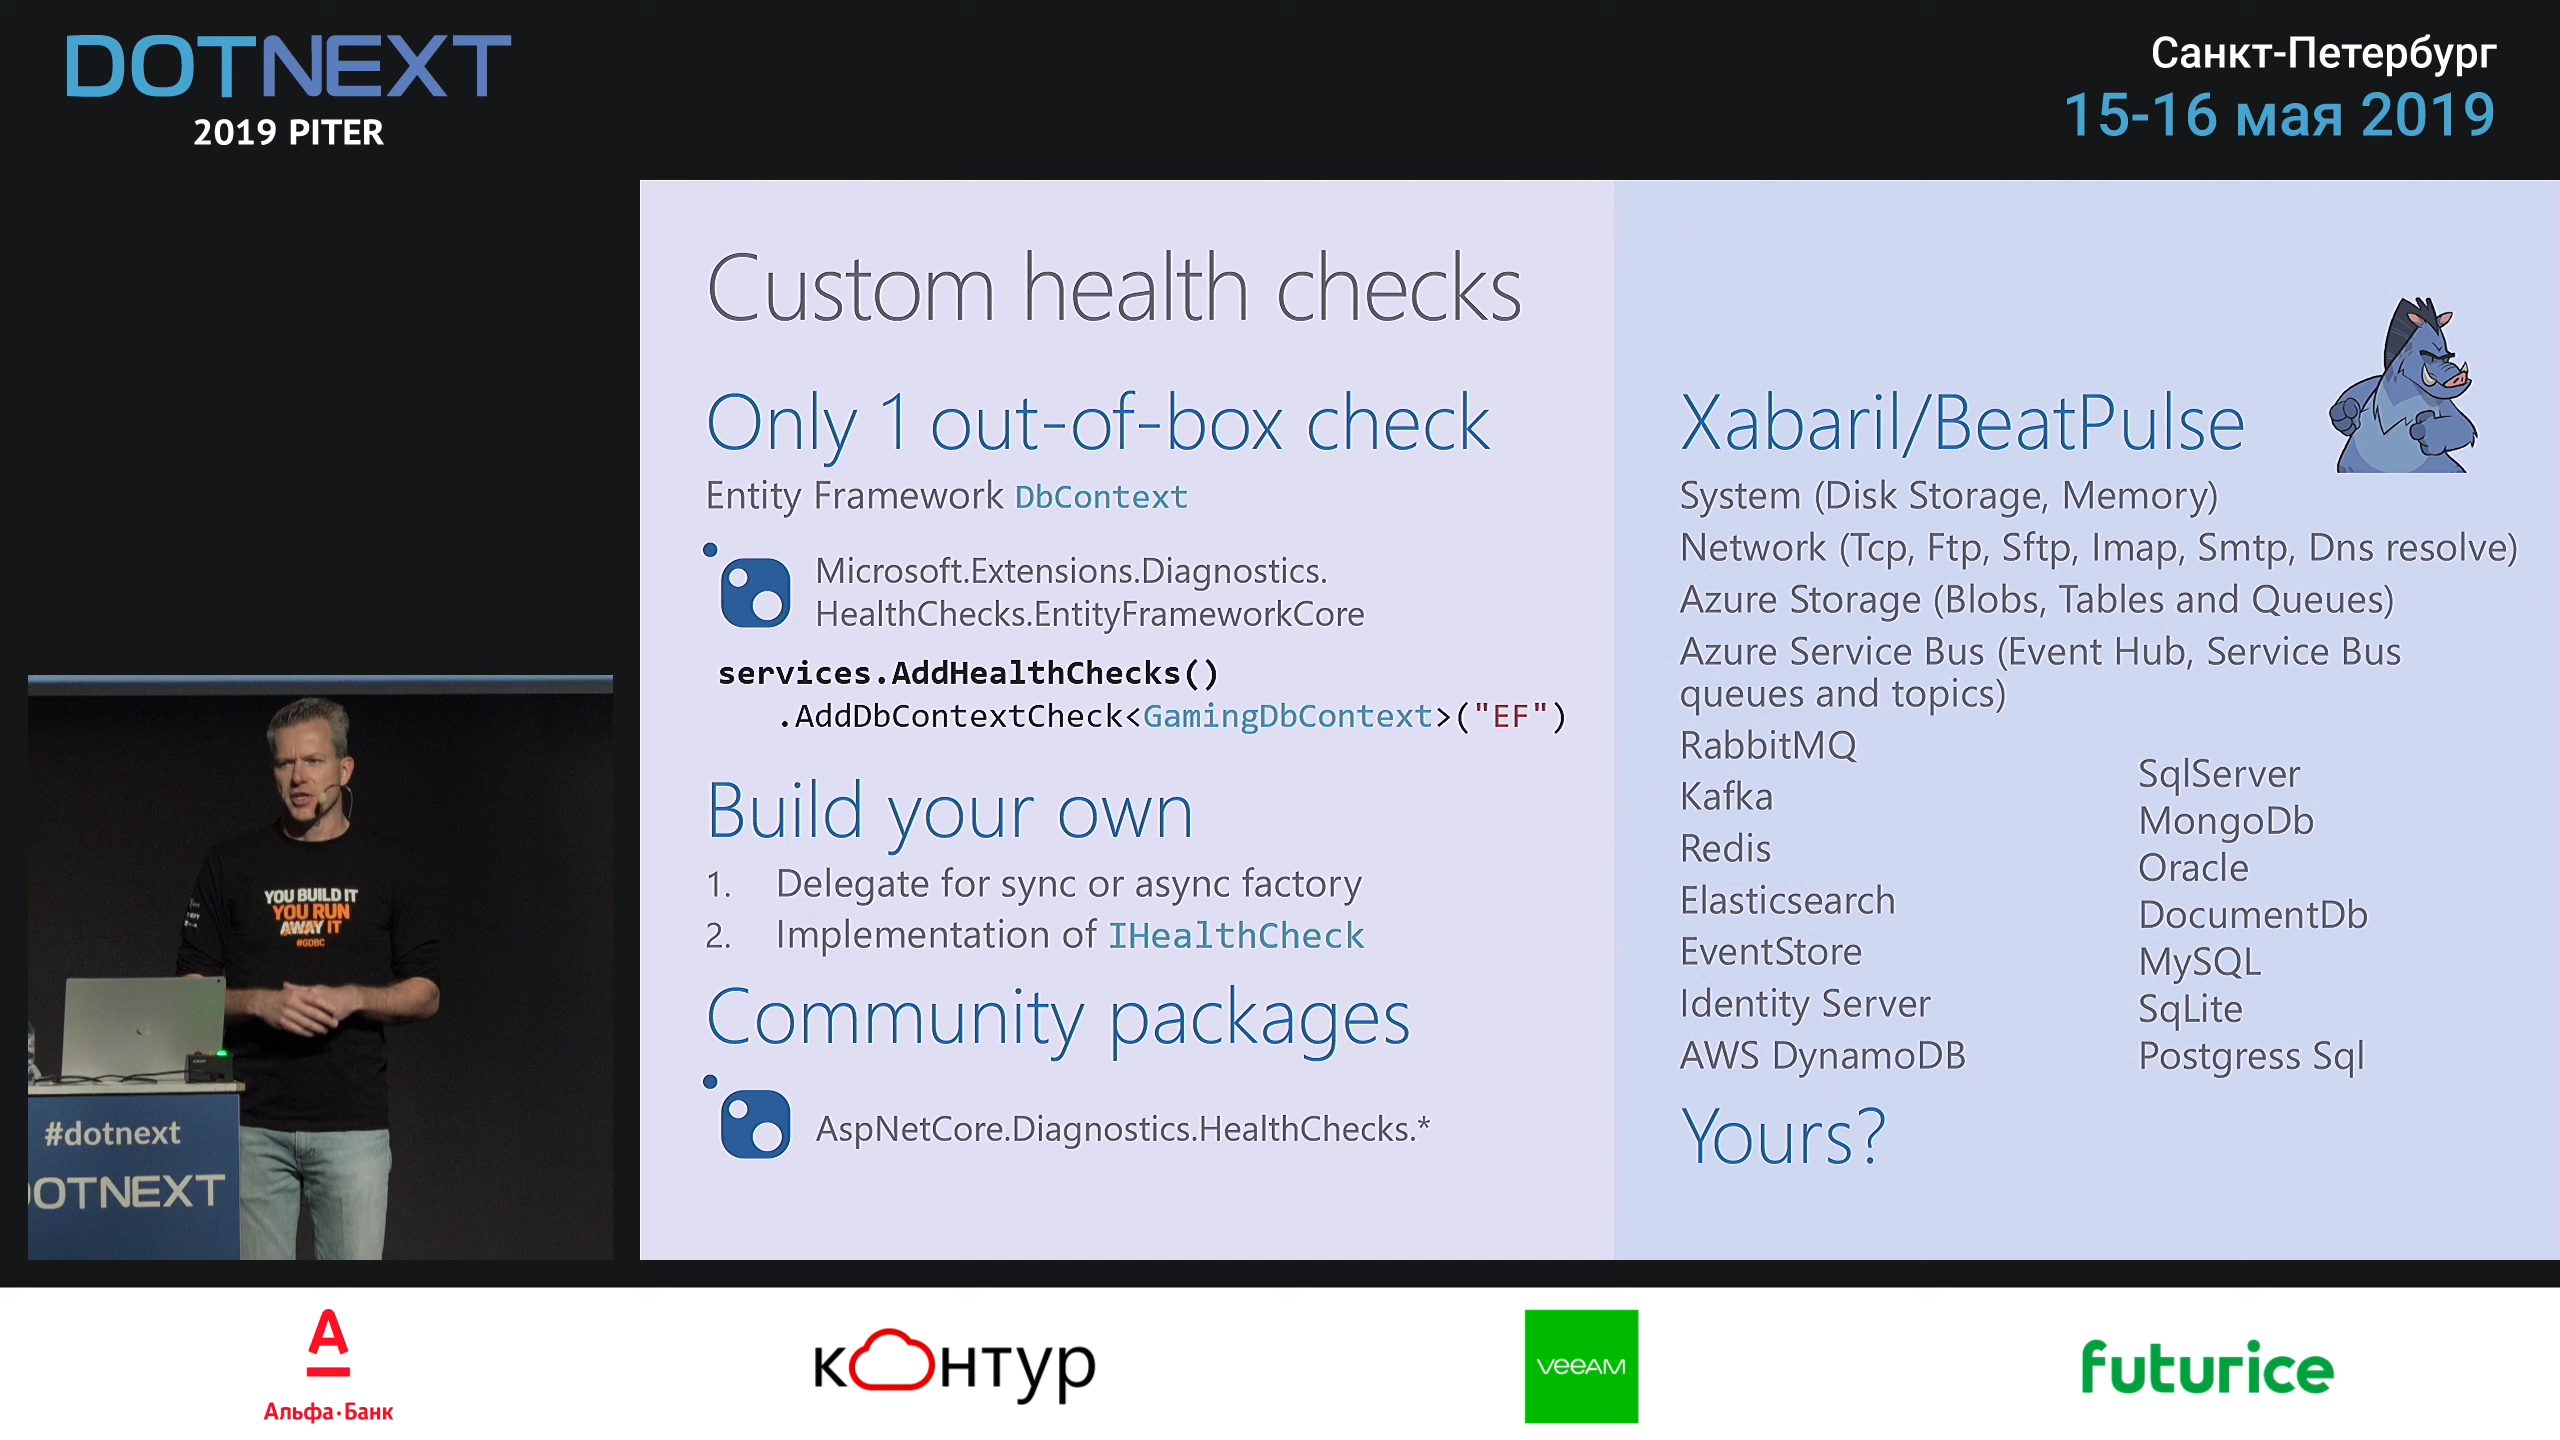 DOTNEXT
2019 PITER
Санкт-Петербург
15-16 мая 2019
Custom health checks
Only 1 out-of-box check
Entity Framework DbContext
Microsoft.Extensions.Diagnostics.
HealthChecks.EntityFrameworkCore
services.AddHealthChecks()
.AddDbContextCheck<GamingDbContext>("EF")
Build your own
1. Delegate for sync or async factory
2. Implementation of IHealthCheck
Community packages
AspNetCore.Diagnostics.HealthChecks.*
Xabaril/BeatPulse
System (Disk Storage, Memory)
Network (Tcp, Ftp, Sftp, Imap, Smtp, Dns resolve)
Azure Storage (Blobs, Tables and Queues)
Azure Service Bus (Event Hub, Service Bus
queues and topics)
RabbitMQ
Kafka
Redis
Elasticsearch
EventStore
Identity Server
AWS DynamoDB
SqlServer
MongoDb
Oracle
DocumentDb
MySQL
SqLite
Postgress Sql
Yours?
YOU BUILD IT
YOU RUN
AWAY IT
#GDBC
#dotnext
DOTNEXT
Альфа·Банк
контур
veeam
futurice